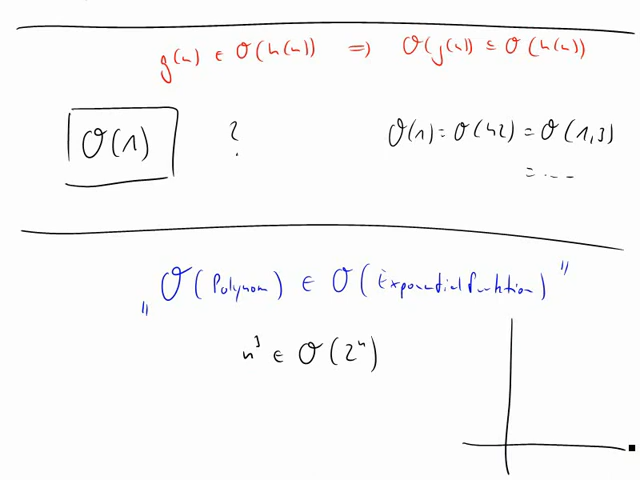 g(n) ∈ O(h(n)) ⇒ O(g(n)) ⊆ O(h(n))
O(1) ? O(1) = O(42) = O(1,3)
= ...
„O(Polynom) ∈ O(Exponentialfunktion)"
n³ ∈ O(2ⁿ)